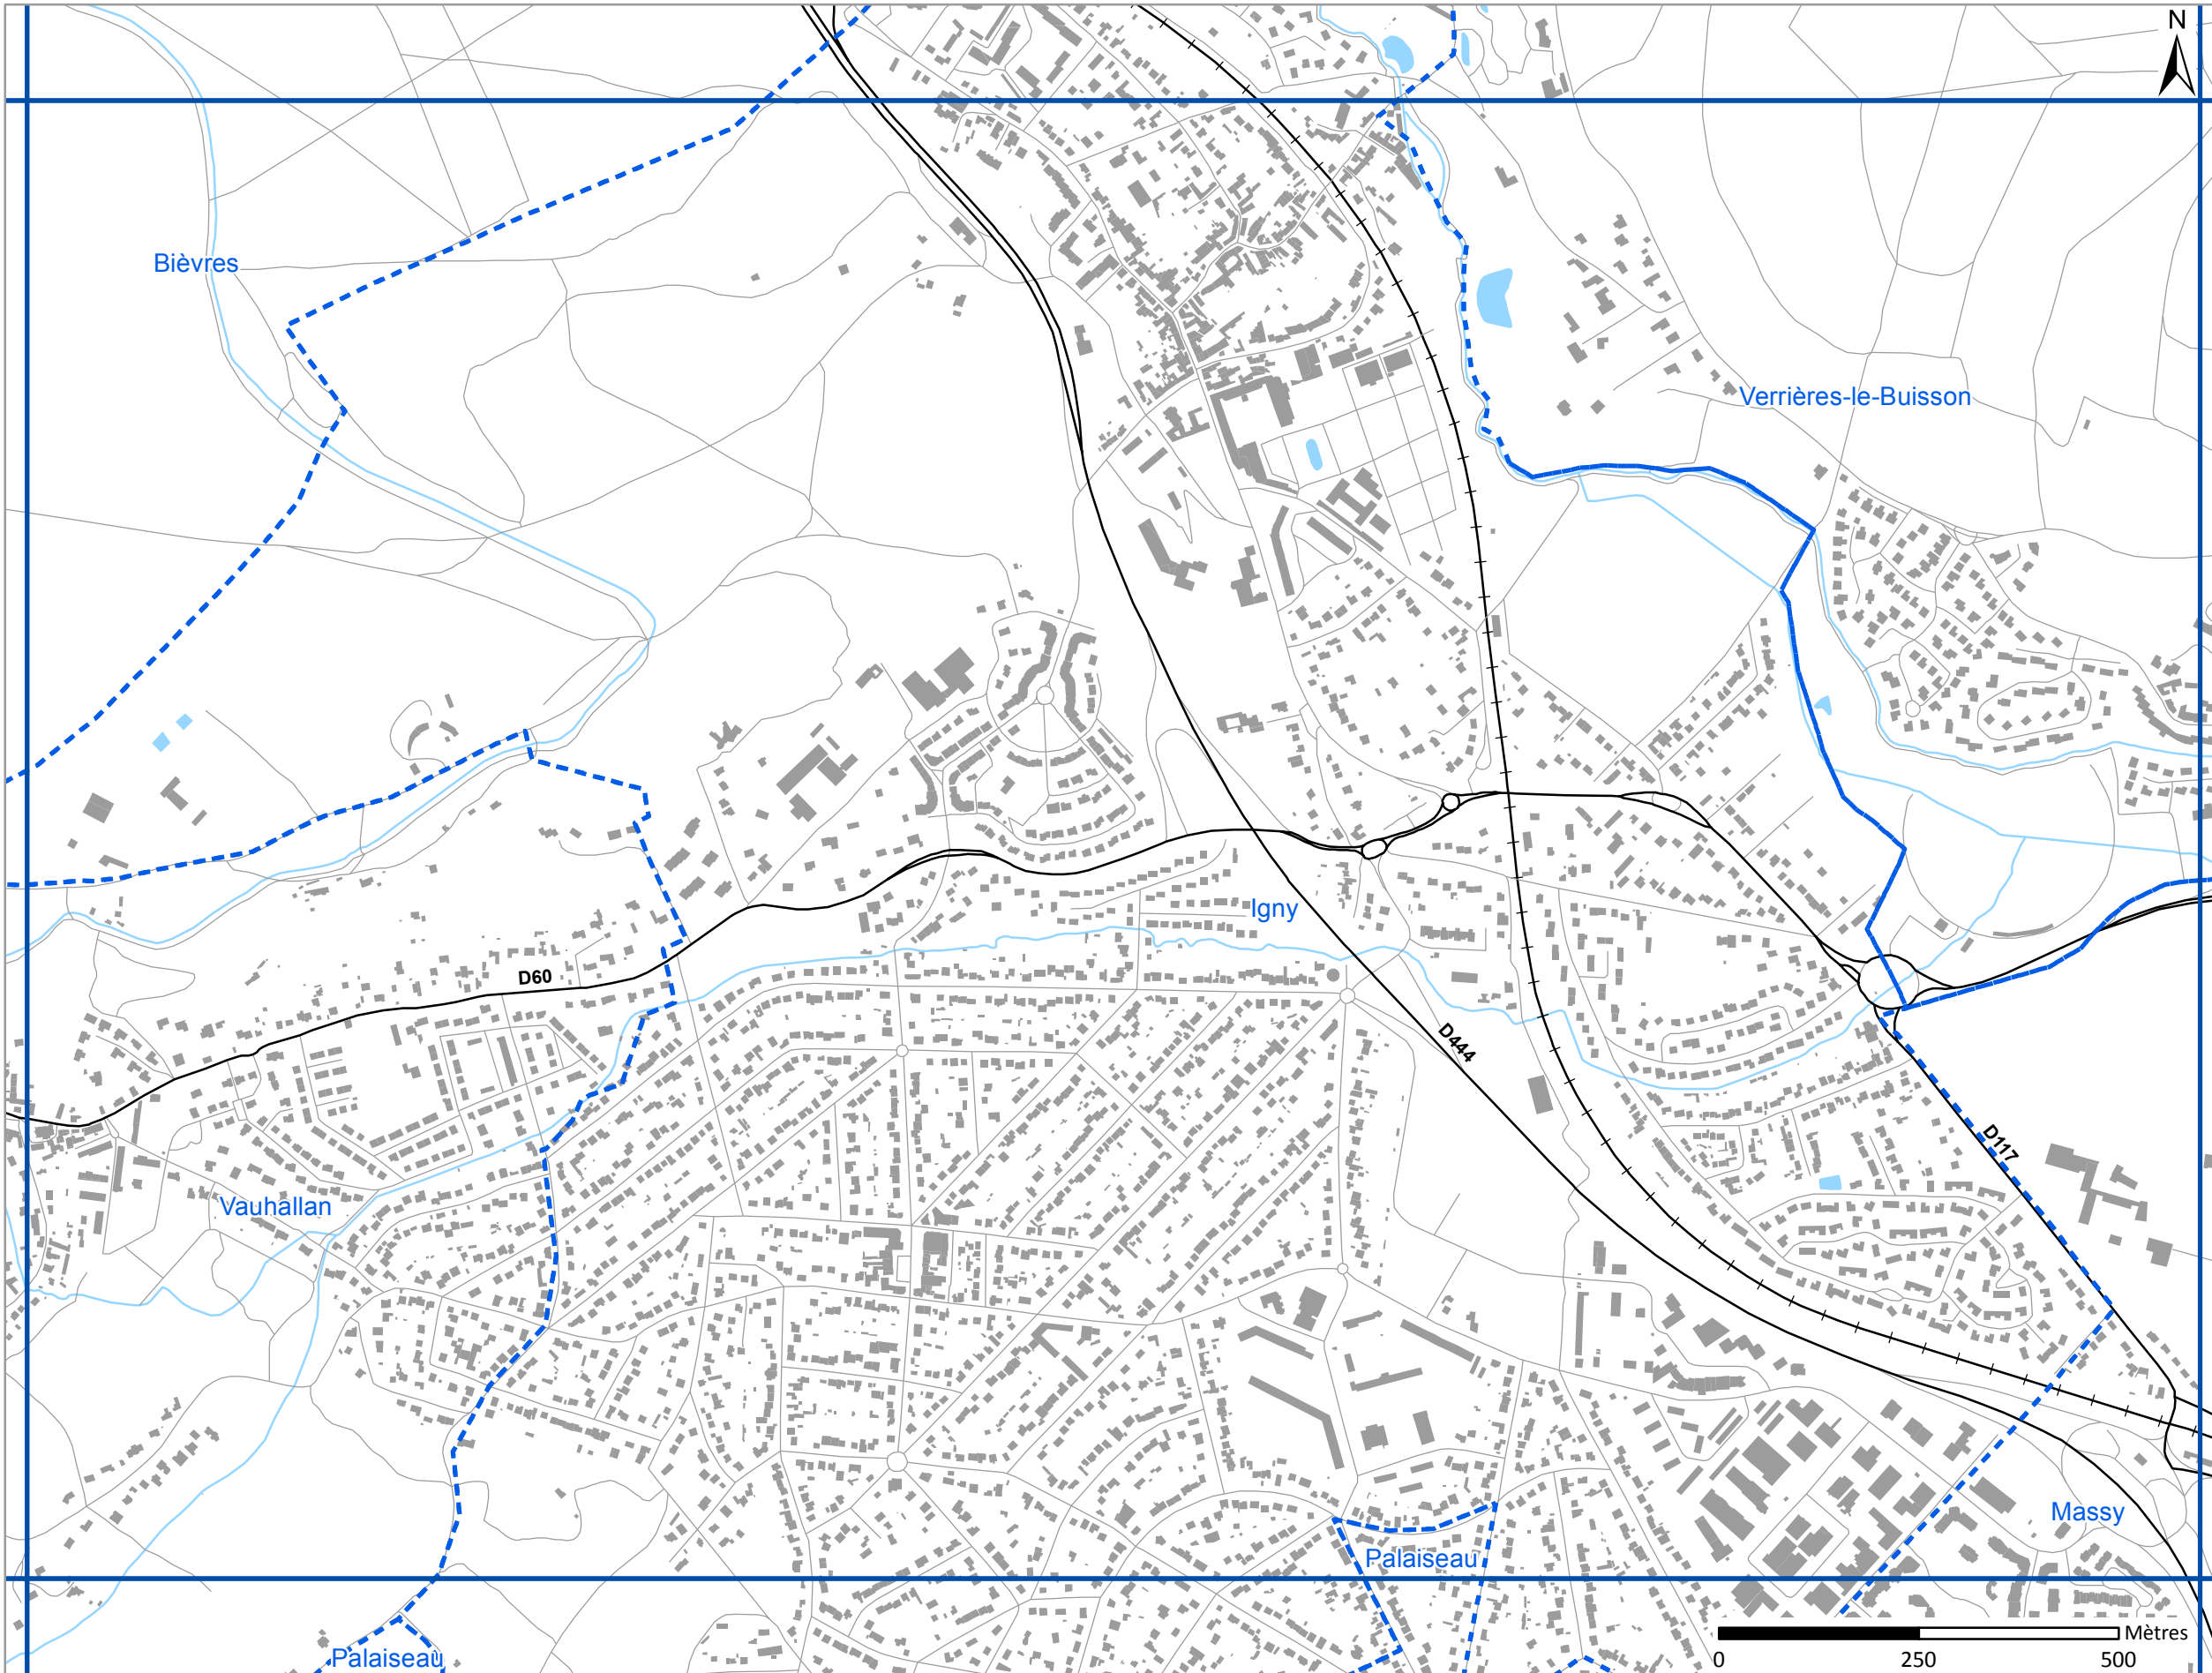 N
Bièvres
Verrières-le-Buisson
Igny
D60
D444
D117
Vauhallan
Massy
Palaiseau
Mètres
0 250 500
Palaiseau